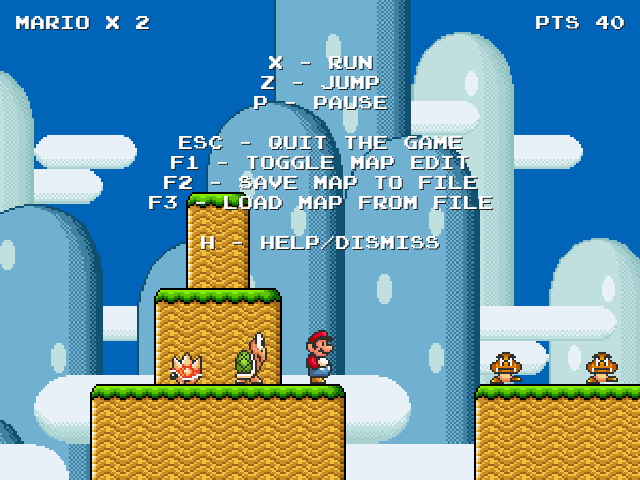 MARIO X 2
PTS 40
X - RUN
Z - JUMP
P - PAUSE
ESC - QUIT THE GAME
F1 - TOGGLE MAP EDIT
F2 - SAVE MAP TO FILE
F3 - LOAD MAP FROM FILE
H - HELP/DISMISS